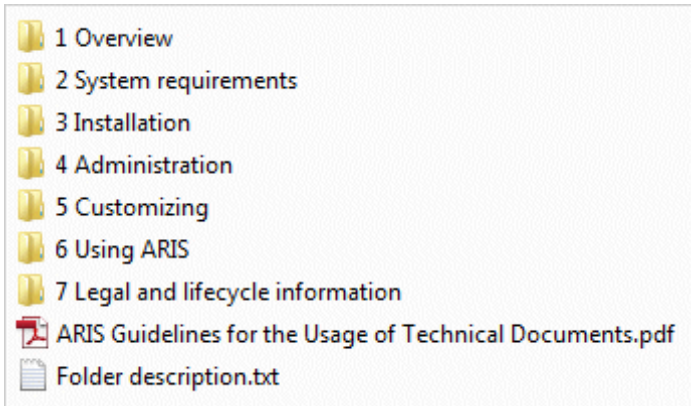 1 Overview
2 System requirements
3 Installation
4 Administration
5 Customizing
6 Using ARIS
7 Legal and lifecycle information
ARIS Guidelines for the Usage of Technical Documents.pdf
Folder description.txt